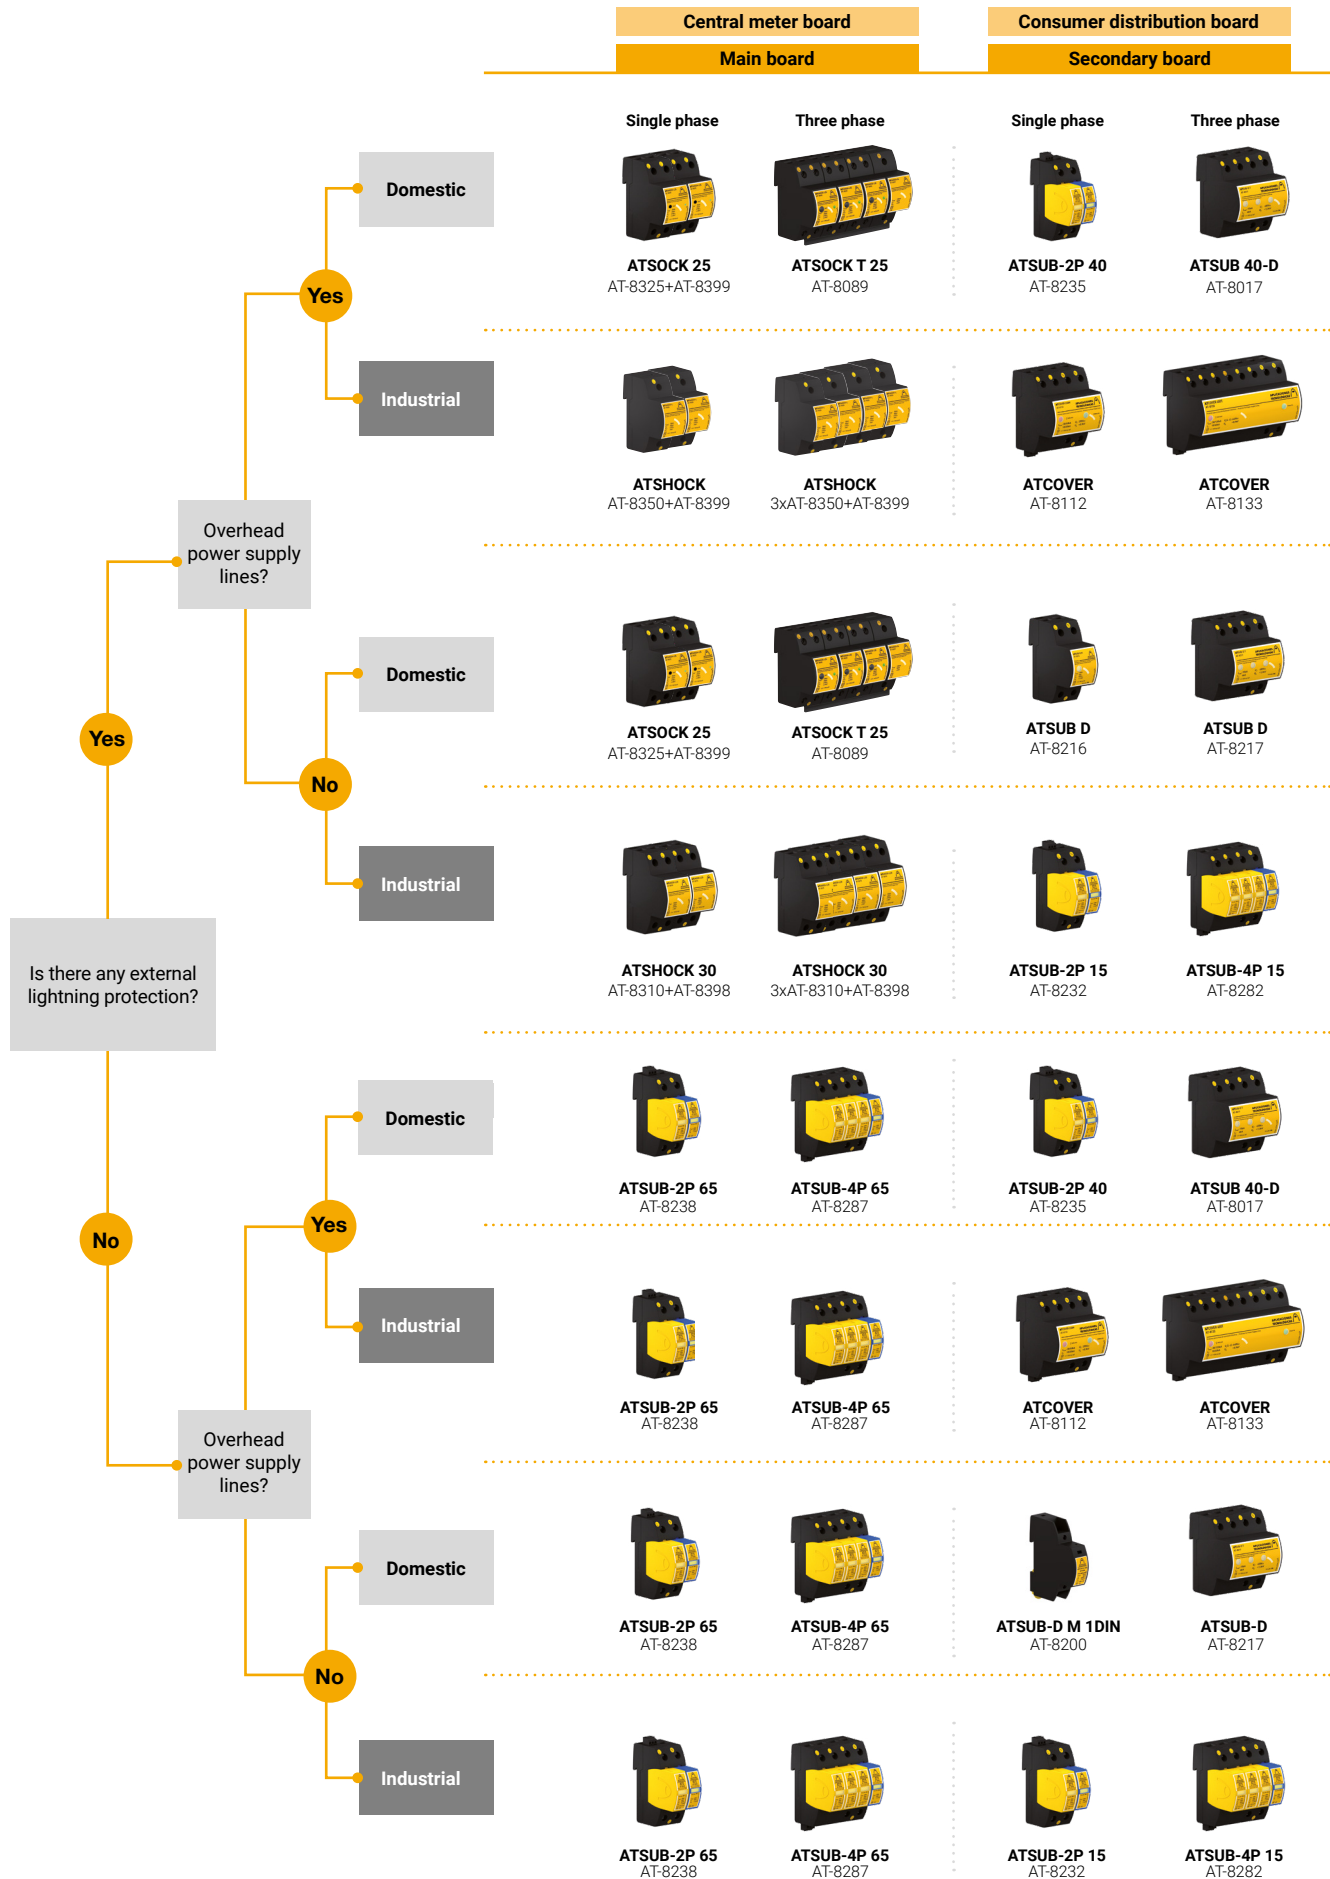 Central meter board
Consumer distribution board
Main board
Secondary board
Single phase
Three phase
Single phase
Three phase
Domestic
ATSOCK 25
AT-8325+AT-8399
ATSOCK T 25
AT-8089
ATSUB-2P 40
AT-8235
ATSUB 40-D
AT-8017
Yes
Industrial
ATSHOCK
AT-8350+AT-8399
ATSHOCK
3xAT-8350+AT-8399
ATCOVER
AT-8112
ATCOVER
AT-8133
Overhead
power supply
lines?
Domestic
ATSOCK 25
AT-8325+AT-8399
ATSOCK T 25
AT-8089
ATSUB D
AT-8216
ATSUB D
AT-8217
Yes
No
Industrial
ATSHOCK 30
AT-8310+AT-8398
ATSHOCK 30
3xAT-8310+AT-8398
ATSUB-2P 15
AT-8232
ATSUB-4P 15
AT-8282
Is there any external
lightning protection?
Domestic
ATSUB-2P 65
AT-8238
ATSUB-4P 65
AT-8287
ATSUB-2P 40
AT-8235
ATSUB 40-D
AT-8017
Yes
No
Industrial
ATSUB-2P 65
AT-8238
ATSUB-4P 65
AT-8287
ATCOVER
AT-8112
ATCOVER
AT-8133
Overhead
power supply
lines?
Domestic
ATSUB-2P 65
AT-8238
ATSUB-4P 65
AT-8287
ATSUB-D M 1DIN
AT-8200
ATSUB-D
AT-8217
No
Industrial
ATSUB-2P 65
AT-8238
ATSUB-4P 65
AT-8287
ATSUB-2P 15
AT-8232
ATSUB-4P 15
AT-8282